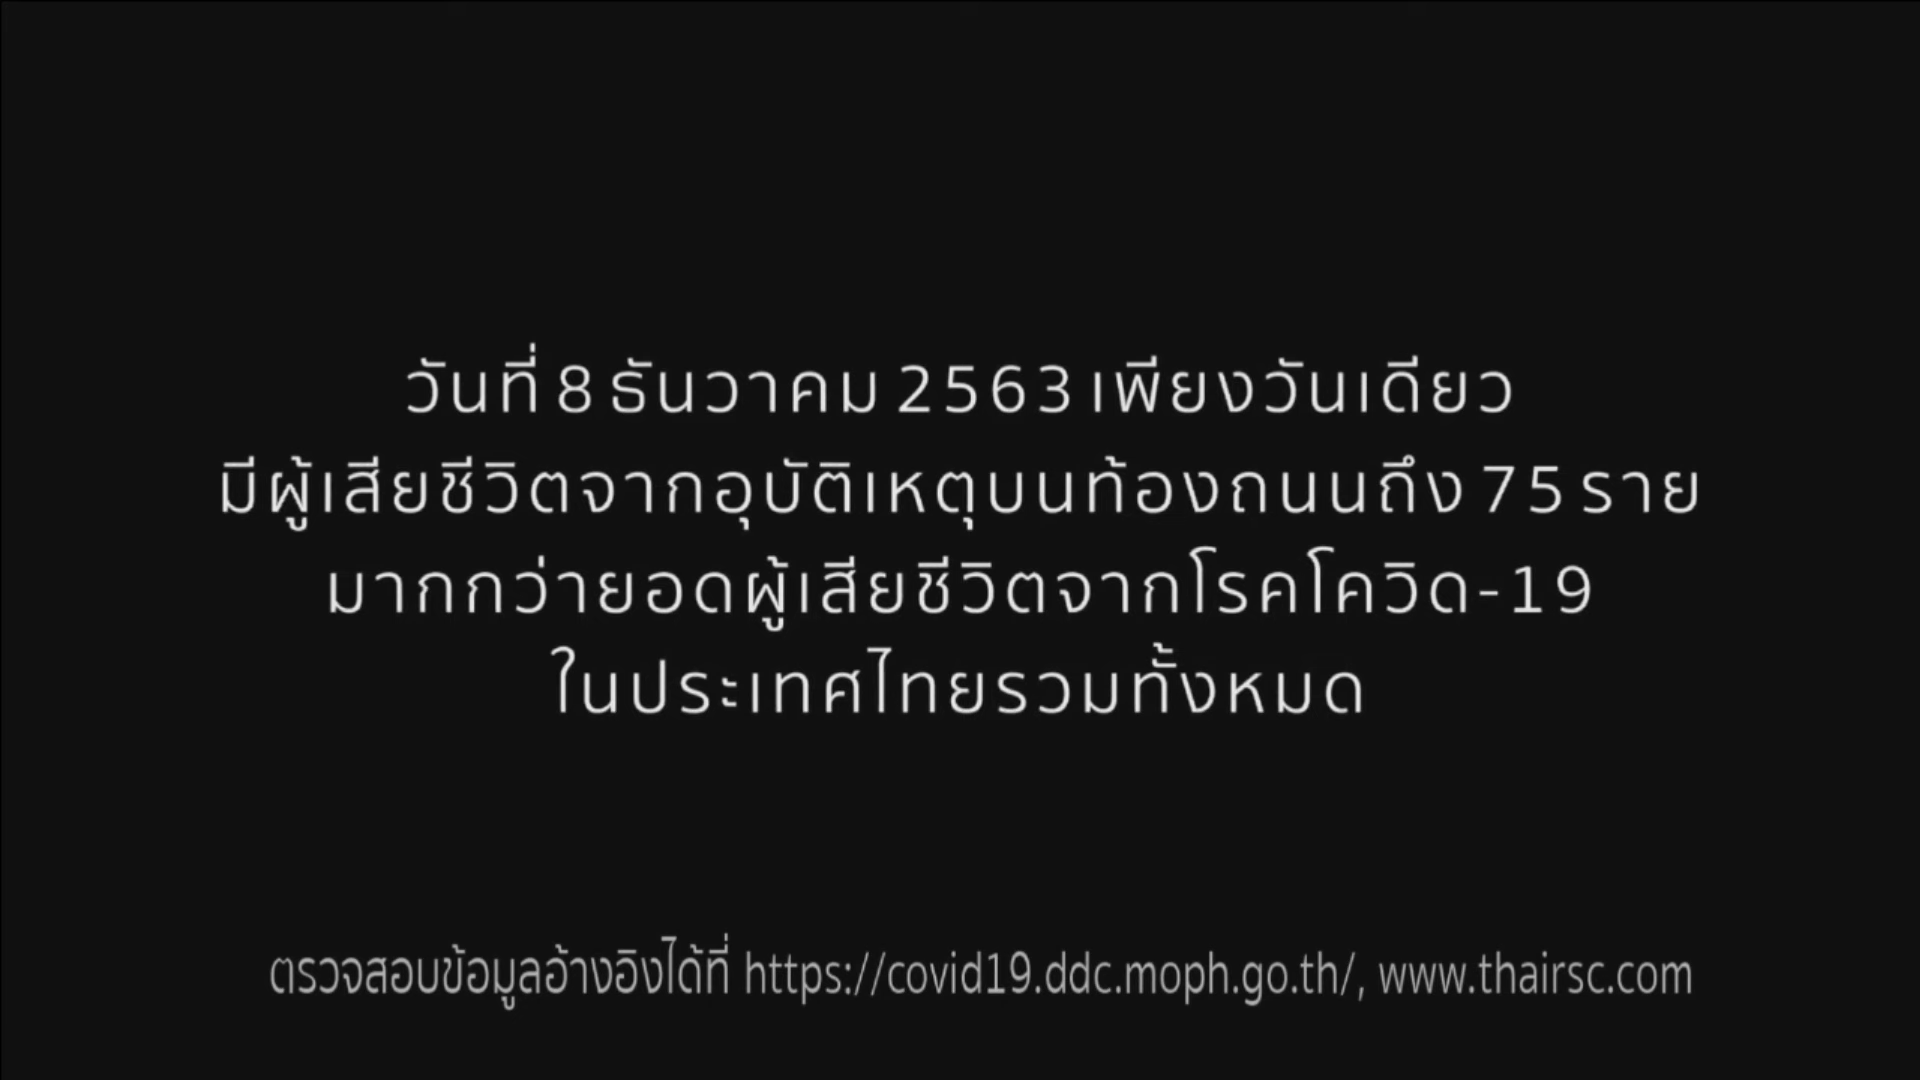 วันที่ 8 ธันวาคม 2563 เพียงวันเดียว
มีผู้เสียชีวิตจากอุบัติเหตุบนท้องถนนถึง 75 ราย
มากกว่ายอดผู้เสียชีวิตจากโรคโควิด-19
ในประเทศไทยรวมทั้งหมด
ตรวจสอบข้อมูลอ้างอิงได้ที่ https://covid19.ddc.moph.go.th/, www.thairsc.com